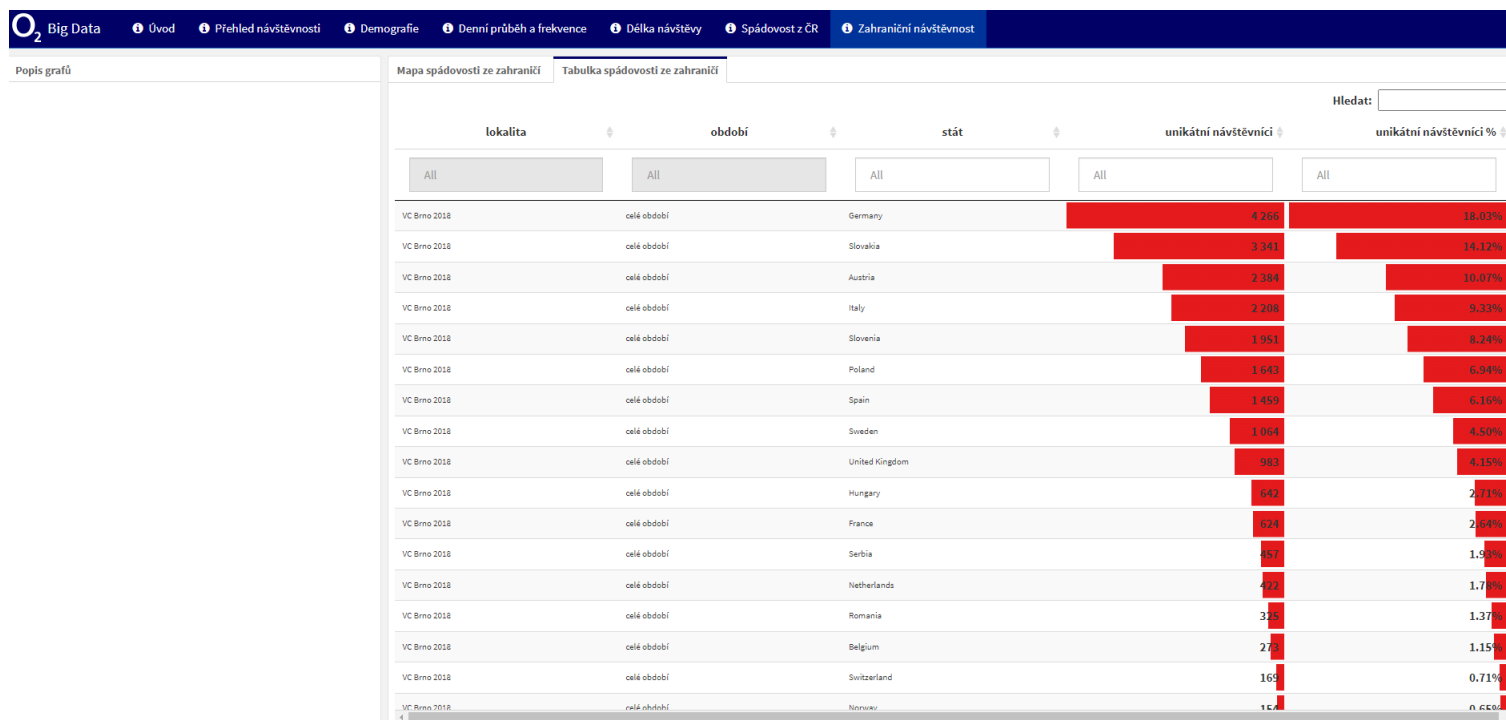 O2 Big Data Úvod Přehled návštěvnosti Demografie Denní průběh a frekvence Délka návštěvy Spádovost z ČR Zahraniční návštěvnost
Popis grafů
Mapa spádovosti ze zahraničí Tabulka spádovosti ze zahraničí
Hledat:
lokalita období stát unikátní návštěvníci unikátní návštěvníci %
All All All All All
VC Brno 2018 celé období Germany 4 266 18.03%
VC Brno 2018 celé období Slovakia 3 341 14.12%
VC Brno 2018 celé období Austria 2 384 10.07%
VC Brno 2018 celé období Italy 2 208 9.33%
VC Brno 2018 celé období Slovenia 1 951 8.24%
VC Brno 2018 celé období Poland 1 643 6.94%
VC Brno 2018 celé období Spain 1 459 6.16%
VC Brno 2018 celé období Sweden 1 064 4.50%
VC Brno 2018 celé období United Kingdom 983 4.15%
VC Brno 2018 celé období Hungary 642 2.71%
VC Brno 2018 celé období France 624 2.64%
VC Brno 2018 celé období Serbia 457 1.93%
VC Brno 2018 celé období Netherlands 422 1.78%
VC Brno 2018 celé období Romania 325 1.37%
VC Brno 2018 celé období Belgium 273 1.15%
VC Brno 2018 celé období Switzerland 169 0.71%
VC Brno 2018 celé období Norway 154 0.65%